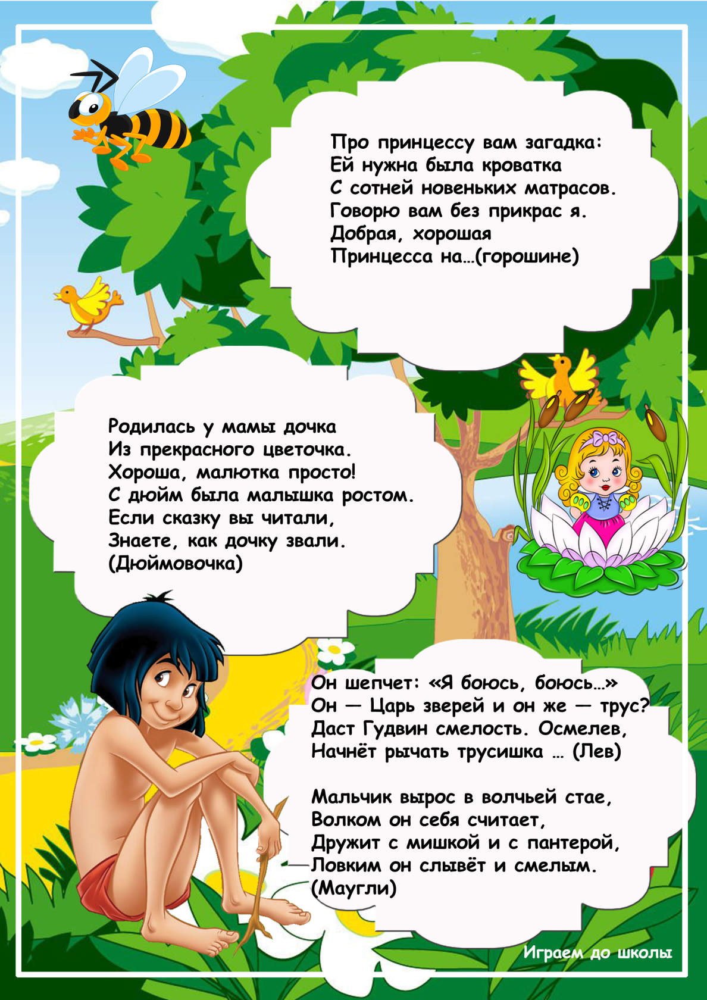 Про принцессу вам загадка:
Ей нужна была кроватка
С сотней новеньких матрасов.
Говорю вам без прикрас я.
Добрая, хорошая
Принцесса на...(горошине)
Родилась у мамы дочка
Из прекрасного цветочка.
Хороша, малютка просто!
С дюйм была малышка ростом.
Если сказку вы читали,
Знаете, как дочку звали.
(Дюймовочка)
Он шепчет: «Я боюсь, боюсь...»
Он — Царь зверей и он же — трус?
Даст Гудвин смелость. Осмелев,
Начнёт рычать трусишка ... (Лев)
Мальчик вырос в волчьей стае,
Волком он себя считает,
Дружит с мишкой и с пантерой,
Ловким он слывёт и смелым.
(Маугли)
Играем до школы